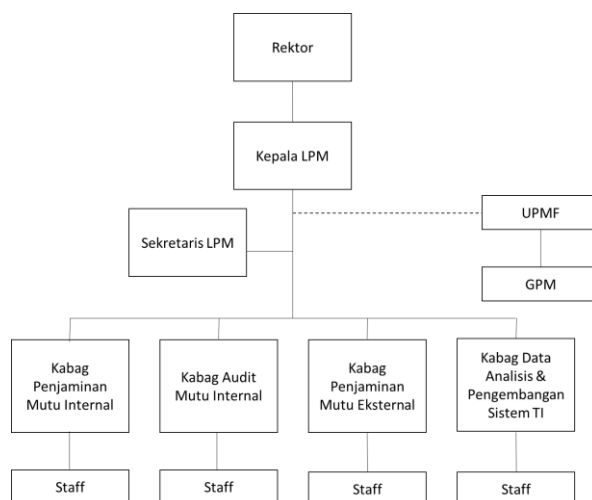 Rektor
Kepala LPM
UPMF
Sekretaris LPM
GPM
Kabag
Penjaminan
Mutu Internal
Kabag Audit
Mutu Internal
Kabag
Penjaminan
Mutu Eksternal
Kabag Data
Analisis &
Pengembangan
Sistem TI
Staff
Staff
Staff
Staff